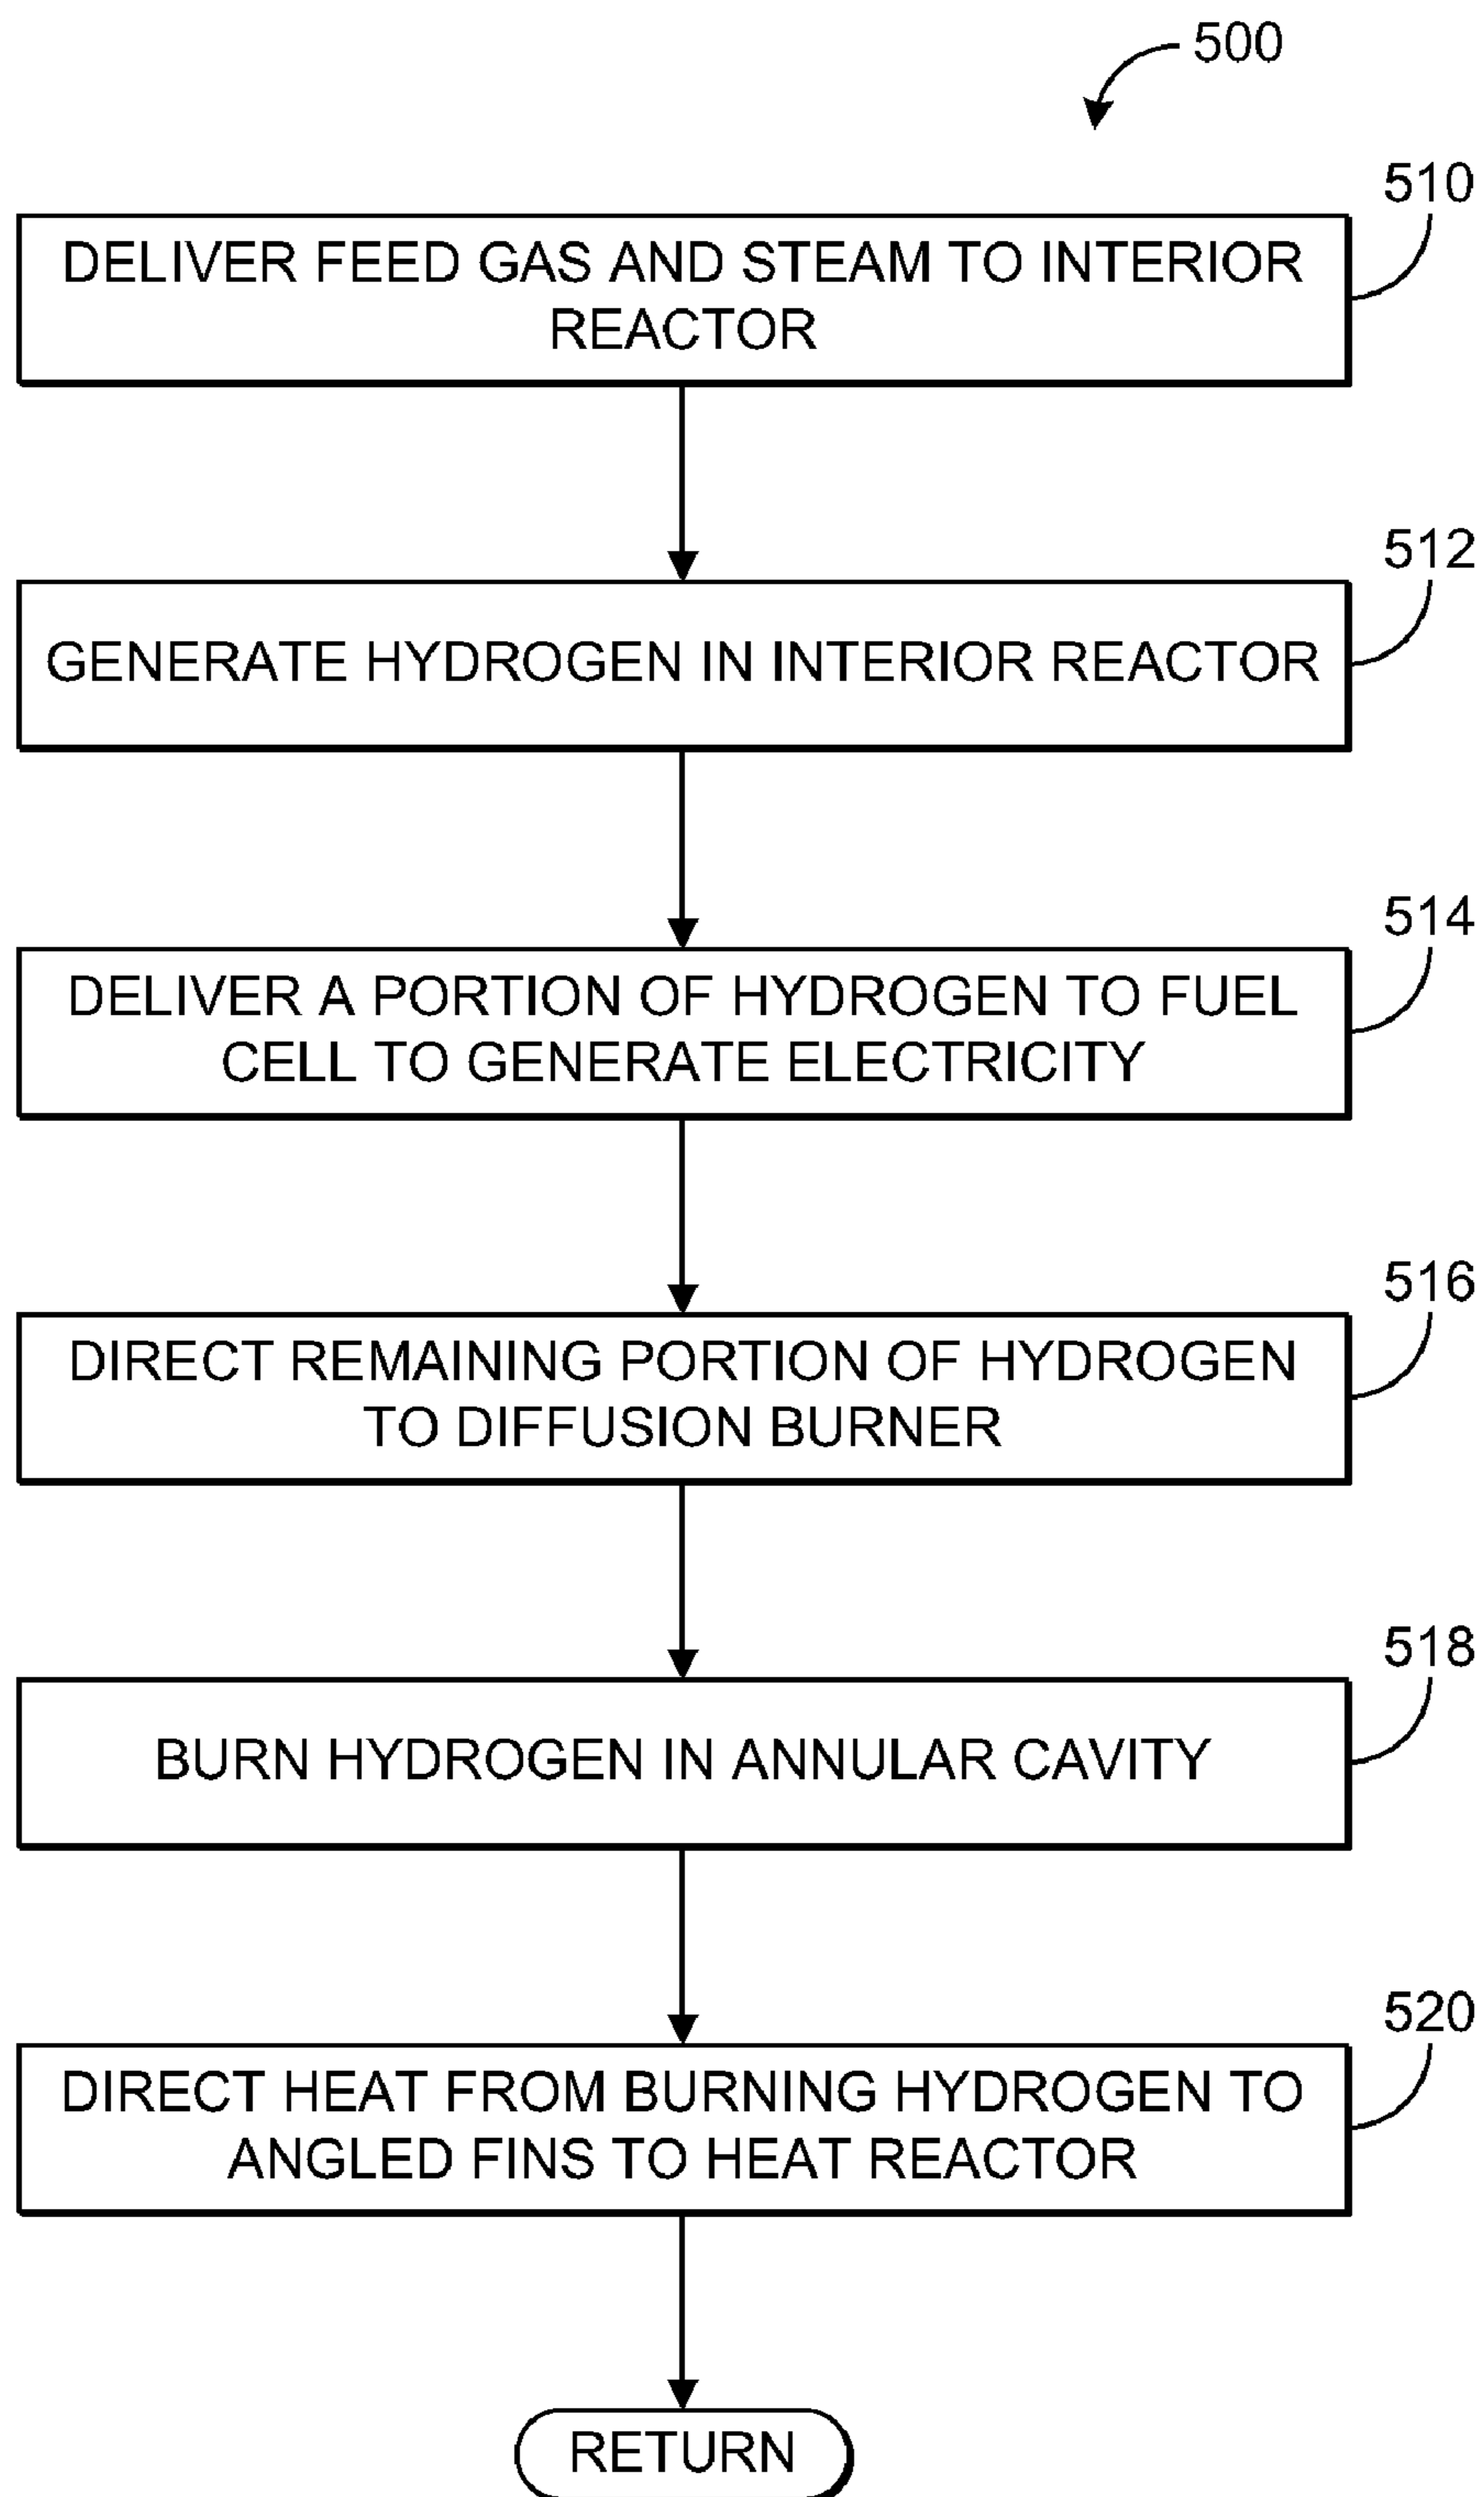 500
510
DELIVER FEED GAS AND STEAM TO INTERIOR
REACTOR
512
GENERATE HYDROGEN IN INTERIOR REACTOR
514
DELIVER A PORTION OF HYDROGEN TO FUEL
CELL TO GENERATE ELECTRICITY
516
DIRECT REMAINING PORTION OF HYDROGEN
TO DIFFUSION BURNER
518
BURN HYDROGEN IN ANNULAR CAVITY
520
DIRECT HEAT FROM BURNING HYDROGEN TO
ANGLED FINS TO HEAT REACTOR
RETURN